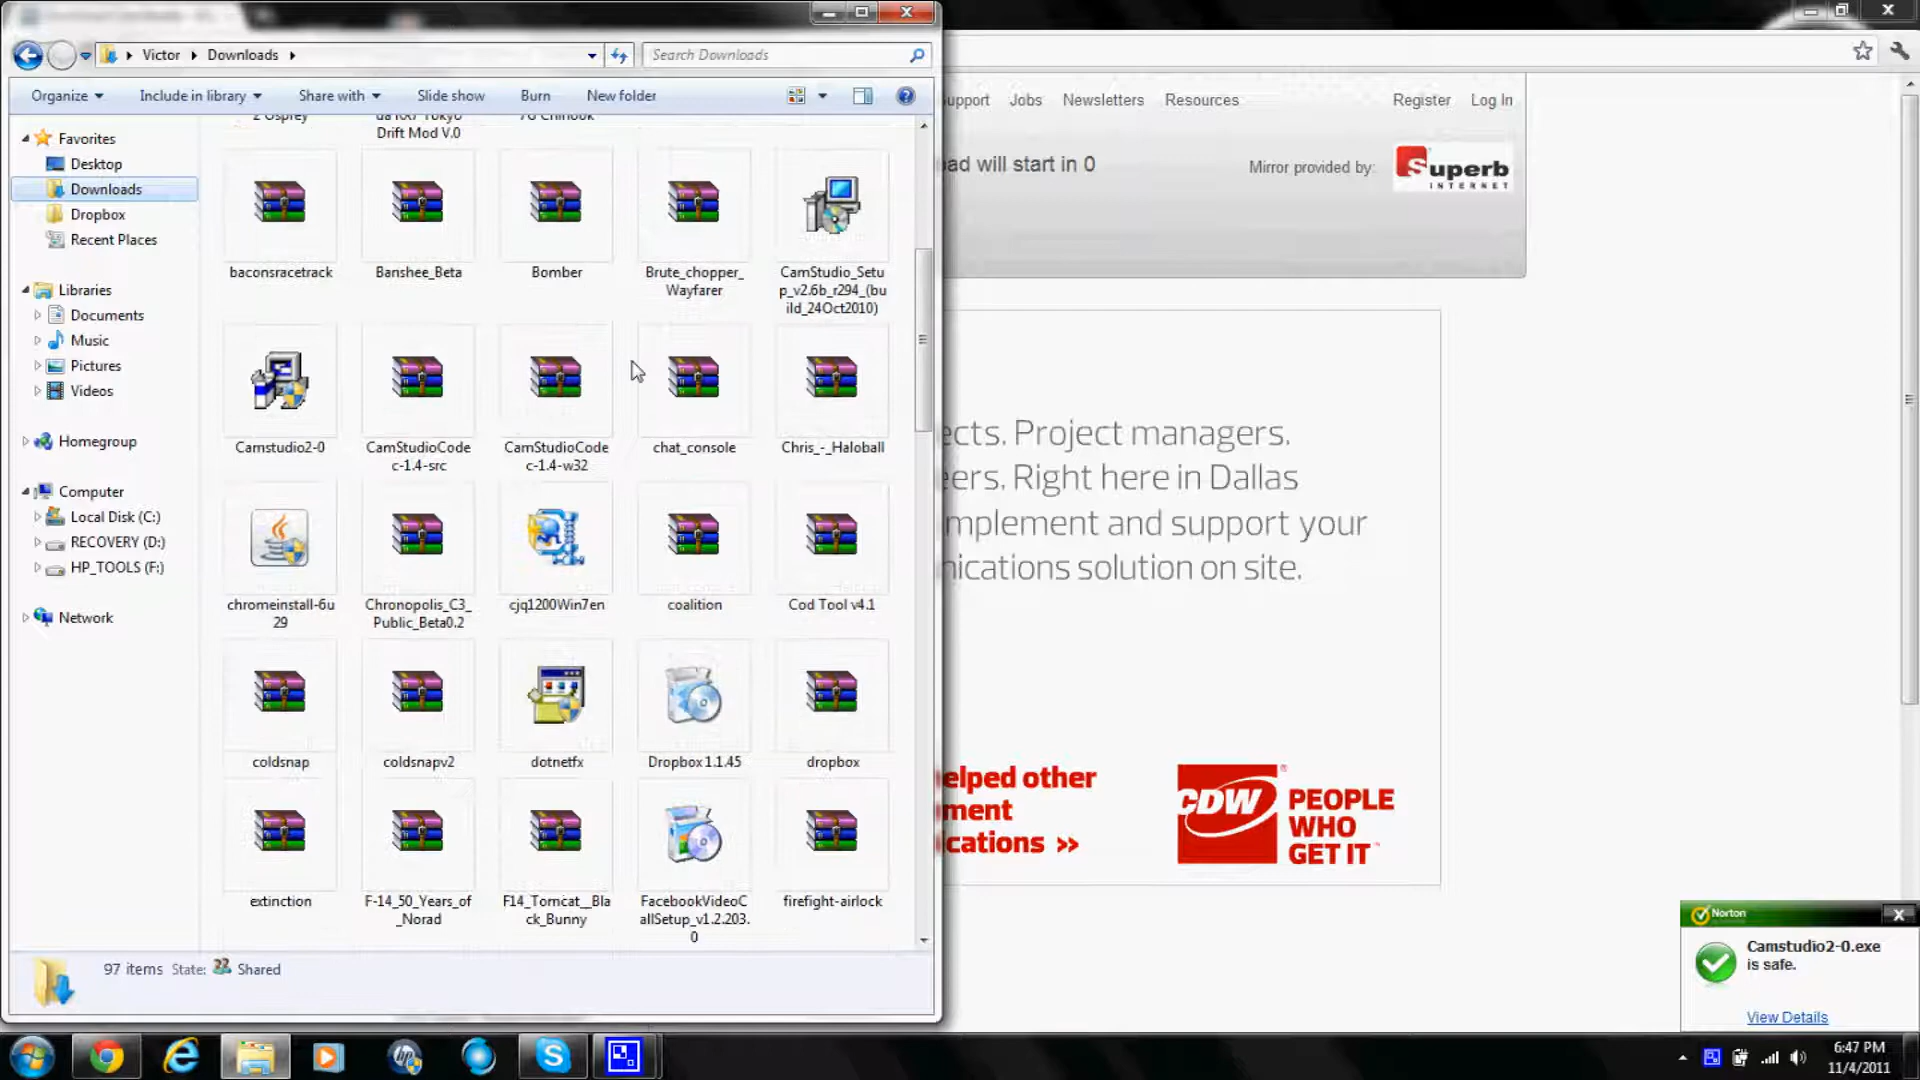 Victor
Downloads
Search Downloads
Organize
Include in library
Share with
Slide show
Burn
New folder
Favorites
Desktop
Downloads
Dropbox
Recent Places
Libraries
Documents
Music
Pictures
Videos
Homegroup
Computer
Local Disk (C:)
RECOVERY (D:)
HP_TOOLS (F:)
Network
2 Osprey
Drift Mod V.0
baconsracetrack
Banshee_Beta
Bomber
Brute_chopper_
Wayfarer
CamStudio_Setu
p_v2.6b_r294_(bu
ild_24Oct2010)
Camstudio2-0
CamStudioCode
c-1.4-src
CamStudioCode
c-1.4-w32
chat_console
Chris_-_Haloball
chromeinstall-6u
29
Chronopolis_C3_
Public_Beta0.2
cjq1200Win7en
coalition
Cod Tool v4.1
coldsnap
coldsnapv2
dotnetfx
Dropbox 1.1.45
dropbox
extinction
F-14_50_Years_of
_Norad
F14_Tomcat__Bla
ck_Bunny
FacebookVideoC
allSetup_v1.2.203.
0
firefight-airlock
97 items State: Shared
upport
Jobs
Newsletters
Resources
Register
Log In
ad will start in 0
Mirror provided by:
Superb
INTERNET
ects. Project managers.
eers. Right here in Dallas
mplement and support your
nications solution on site.
elped other
ment
cations >>
CDW
PEOPLE
WHO
GET IT
Norton
Camstudio2-0.exe
is safe.
View Details
6:47 PM
11/4/2011